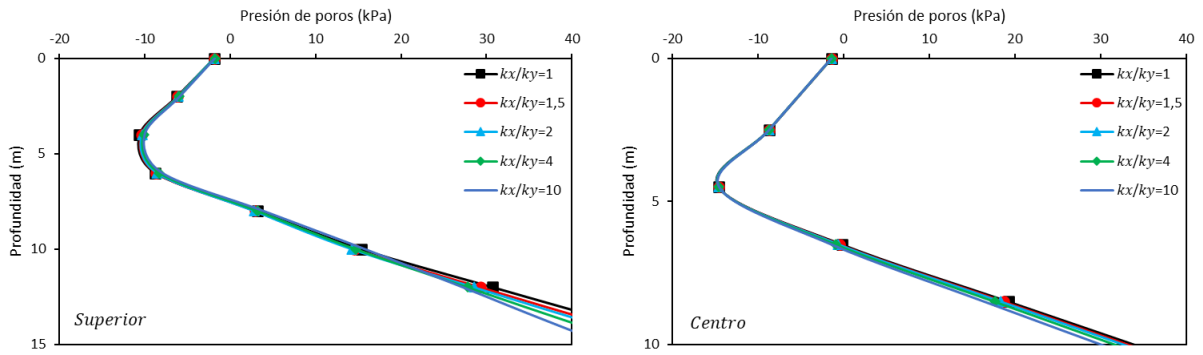 Presión de poros (kPa)
-20 -10 0 10 20 30 40
0
5
10
15
Profundidad (m)
kx/ky=1
kx/ky=1,5
kx/ky=2
kx/ky=4
kx/ky=10
Superior
Presión de poros (kPa)
-20 -10 0 10 20 30 40
0
5
10
Profundidad (m)
kx/ky=1
kx/ky=1,5
kx/ky=2
kx/ky=4
kx/ky=10
Centro